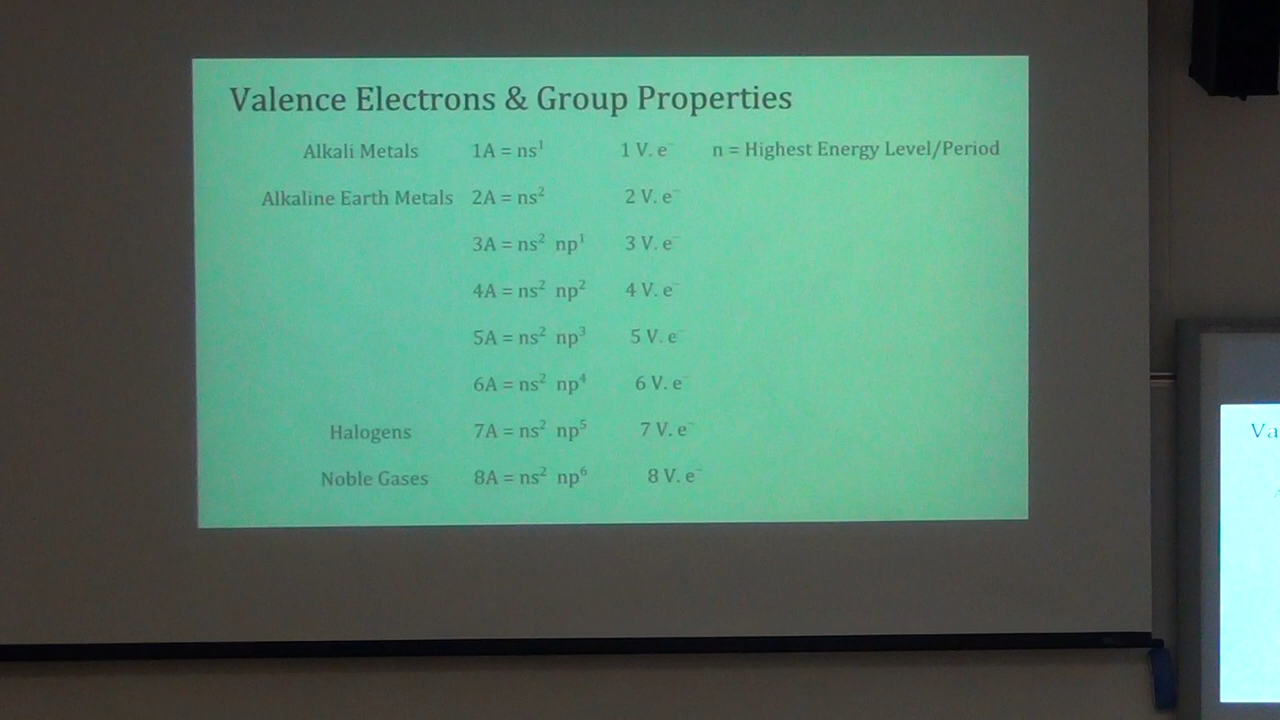 Valence Electrons & Group Properties
Alkali Metals 1A = ns¹ 1 V. e⁻ n = Highest Energy Level/Period
Alkaline Earth Metals 2A = ns² 2 V. e⁻
3A = ns² np¹ 3 V. e⁻
4A = ns² np² 4 V. e⁻
5A = ns² np³ 5 V. e⁻
6A = ns² np⁴ 6 V. e⁻
Halogens 7A = ns² np⁵ 7 V. e⁻
Noble Gases 8A = ns² np⁶ 8 V. e⁻
Va